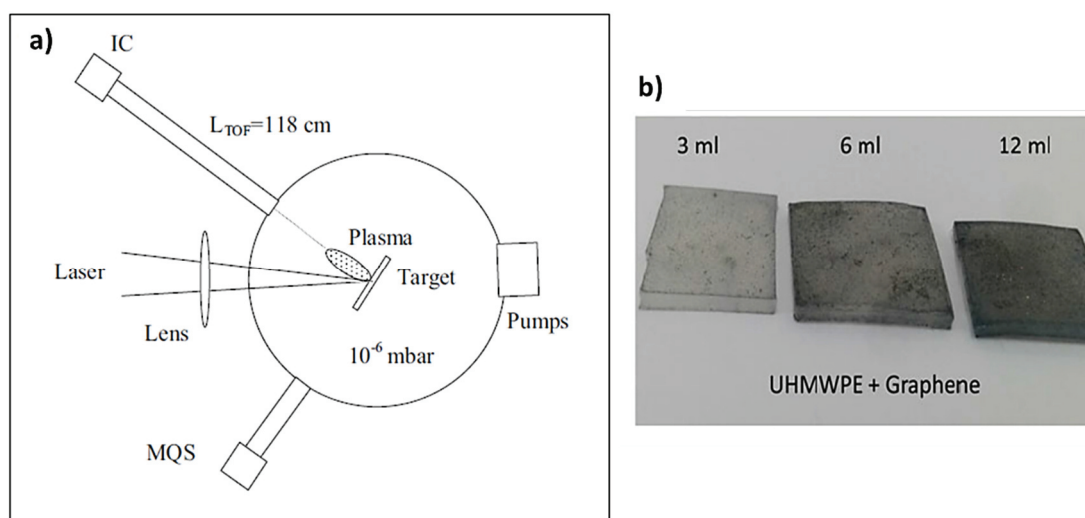 a)
IC
L_TOF=118 cm
Plasma
Laser
Target
Lens
Pumps
10^-6 mbar
MQS
b)
3 ml 6 ml 12 ml
UHMWPE + Graphene